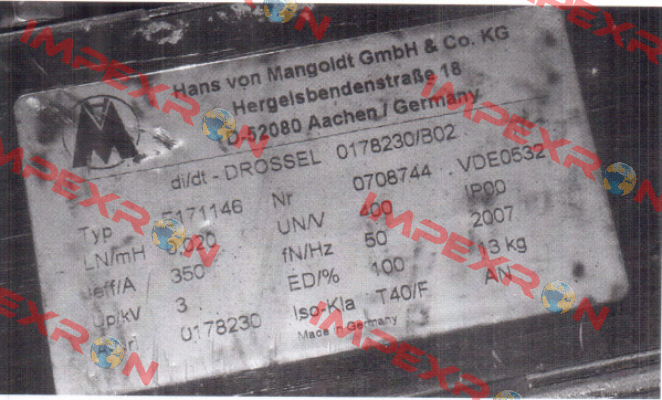 IMPEXRON
Hans von Mangoldt GmbH & Co. KG
Hergelsbendenstraße 18
D-52080 Aachen / Germany
M
di/dt - DROSSEL 0178230/B02
Typ 171146 Nr 0708744 VDE0532
LN/mH 0.020 UN/V 400 IP00
Ieff/A 350 fN/Hz 50 2007
Up/kV 3 ED/% 100 13 kg
0178230 Iso-Kla T40/F AN
Made in Germany